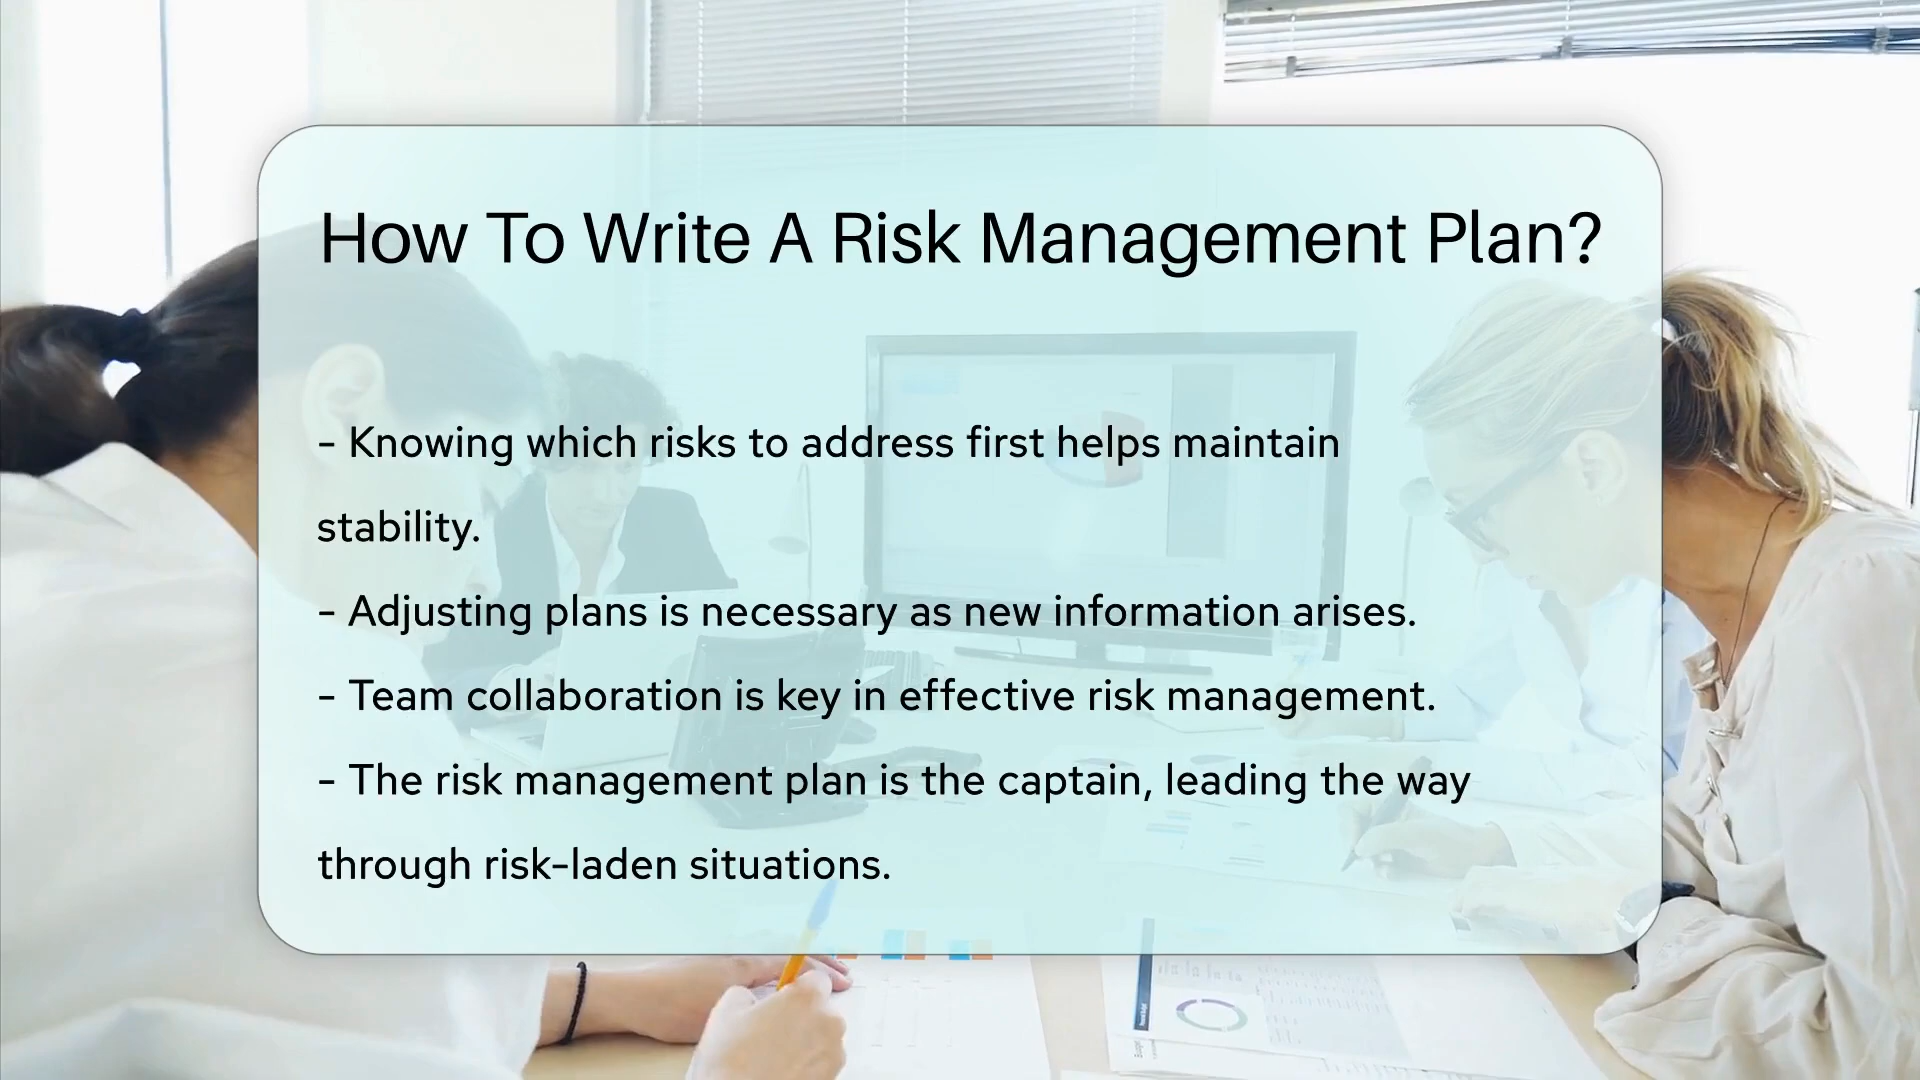 How To Write A Risk Management Plan?
- Knowing which risks to address first helps maintain
stability.
- Adjusting plans is necessary as new information arises.
- Team collaboration is key in effective risk management.
- The risk management plan is the captain, leading the way
through risk-laden situations.